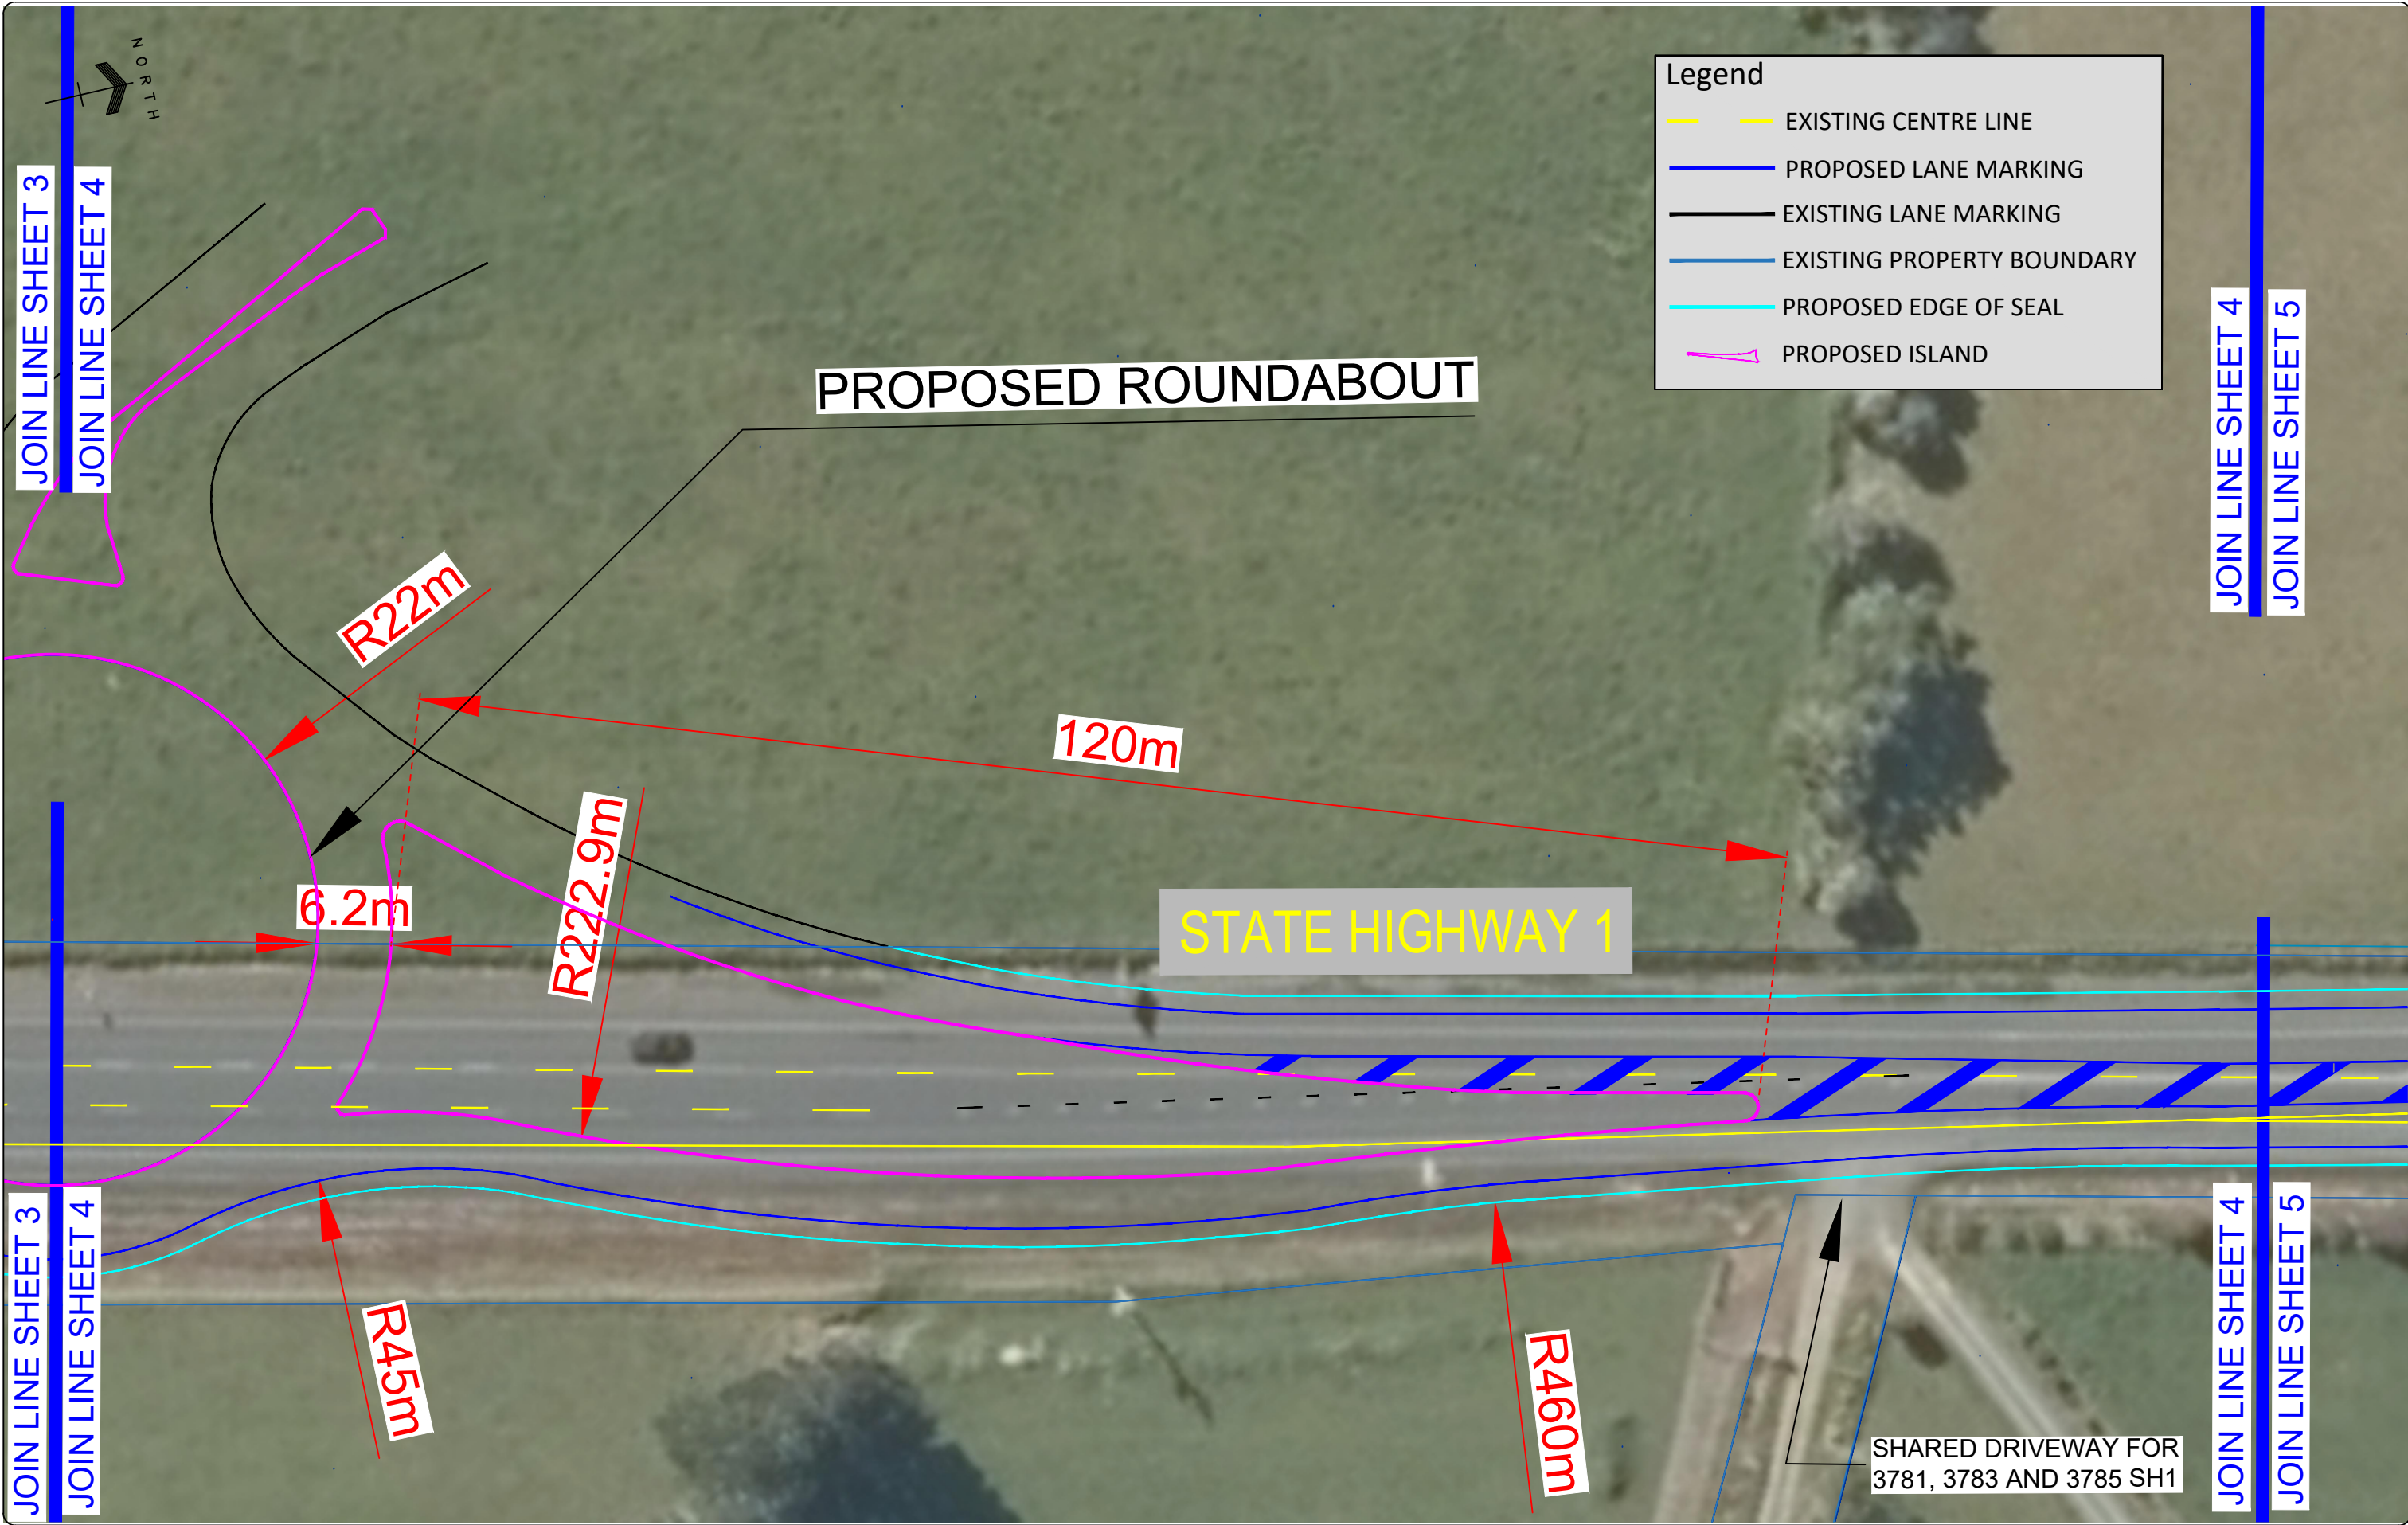 NORTH
JOIN LINE SHEET 3
JOIN LINE SHEET 4
Legend
EXISTING CENTRE LINE
PROPOSED LANE MARKING
EXISTING LANE MARKING
EXISTING PROPERTY BOUNDARY
PROPOSED EDGE OF SEAL
PROPOSED ISLAND
JOIN LINE SHEET 4
JOIN LINE SHEET 5
PROPOSED ROUNDABOUT
R22m
120m
R222.9m
6.2m
STATE HIGHWAY 1
JOIN LINE SHEET 3
JOIN LINE SHEET 4
R45m
R460m
SHARED DRIVEWAY FOR
3781, 3783 AND 3785 SH1
JOIN LINE SHEET 4
JOIN LINE SHEET 5